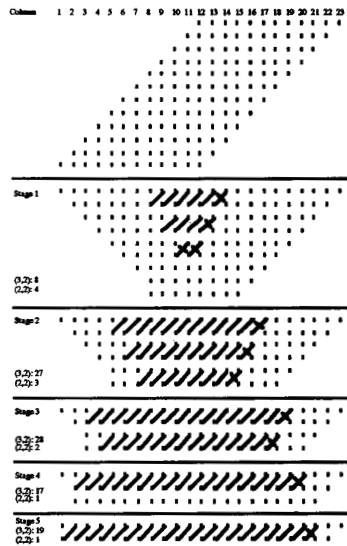 Column 1 2 3 4 5 6 7 8 9 10 11 12 13 14 15 16 17 18 19 20 21 22 23
Stage 1
(3,2): 8
(2,2): 4
Stage 2
(3,2): 27
(2,2): 3
Stage 3
(3,2): 28
(2,2): 2
Stage 4
(3,2): 17
(2,2): 1
Stage 5
(3,2): 19
(2,2): 1